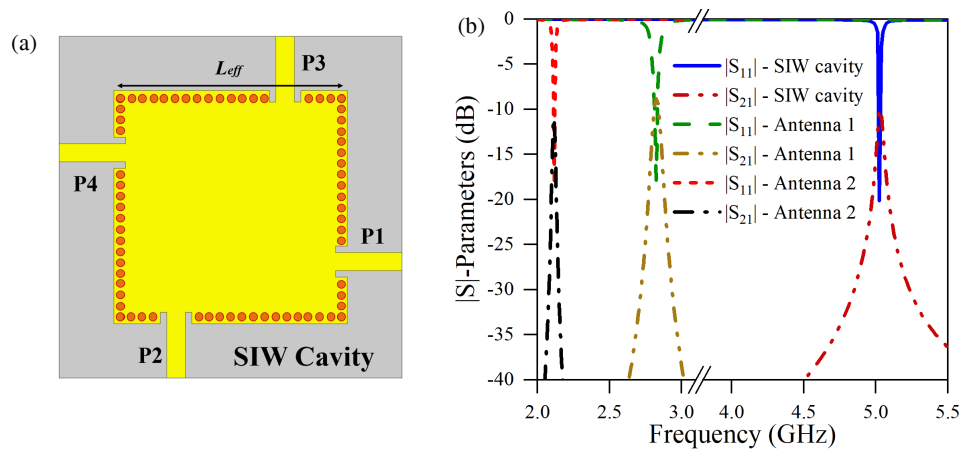 (a)
L_eff
P3
P4
P1
P2
SIW Cavity
(b)
|S|-Parameters (dB)
0
-5
-10
-15
-20
-25
-30
-35
-40
|S₁₁| - SIW cavity
|S₂₁| - SIW cavity
|S₁₁| - Antenna 1
|S₂₁| - Antenna 1
|S₁₁| - Antenna 2
|S₂₁| - Antenna 2
2.0 2.5 3.0 4.0 4.5 5.0 5.5
Frequency (GHz)